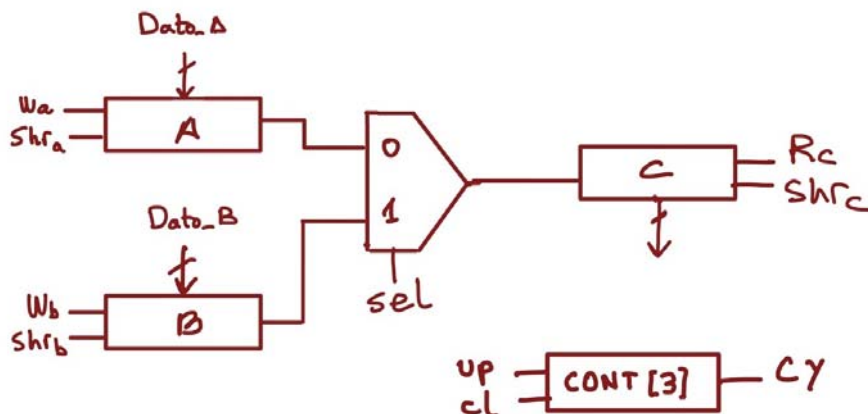 Dato_A
Wa
Shra
A
0
1
sel
C
Rc
Shrc
Dato_B
Wb
Shrb
B
up
cl
CONT [3]
Cy